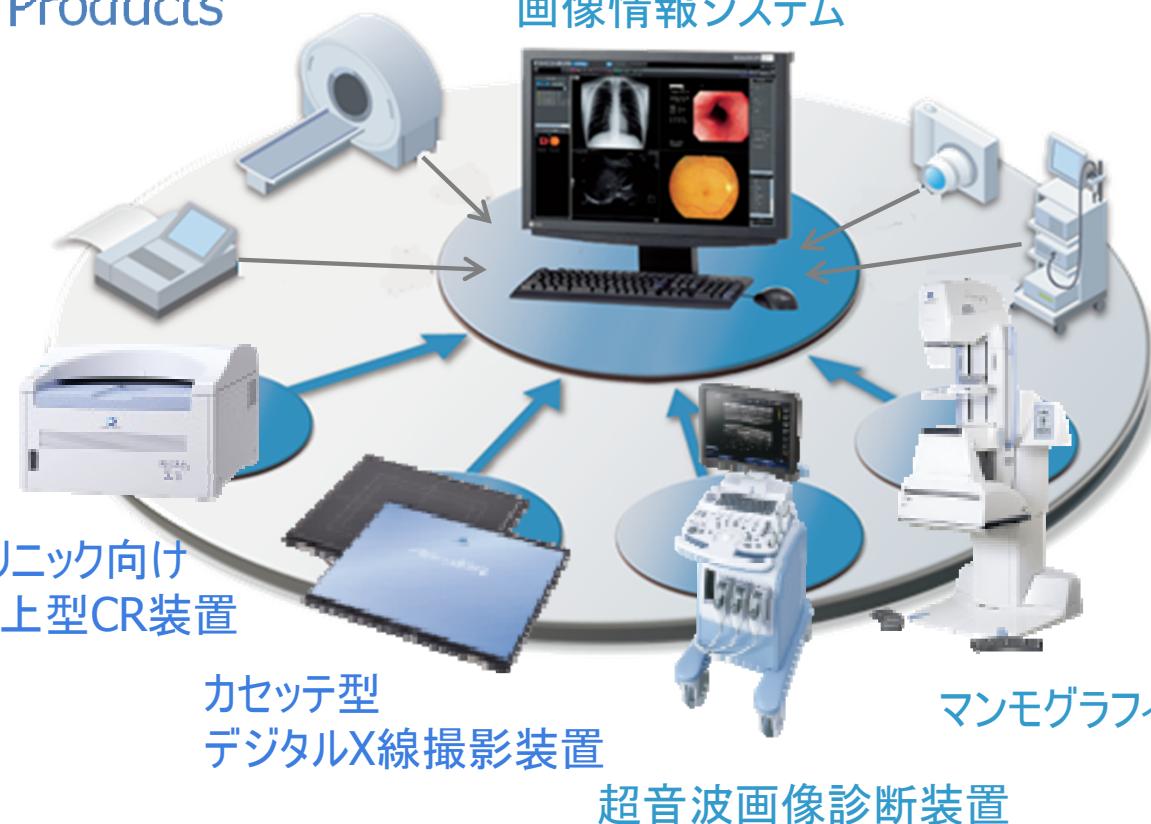 Products
画像情報システム
リニック向け
上型CR装置
カセッテ型
デジタルX線撮影装置
マンモグラフィ
超音波画像診断装置